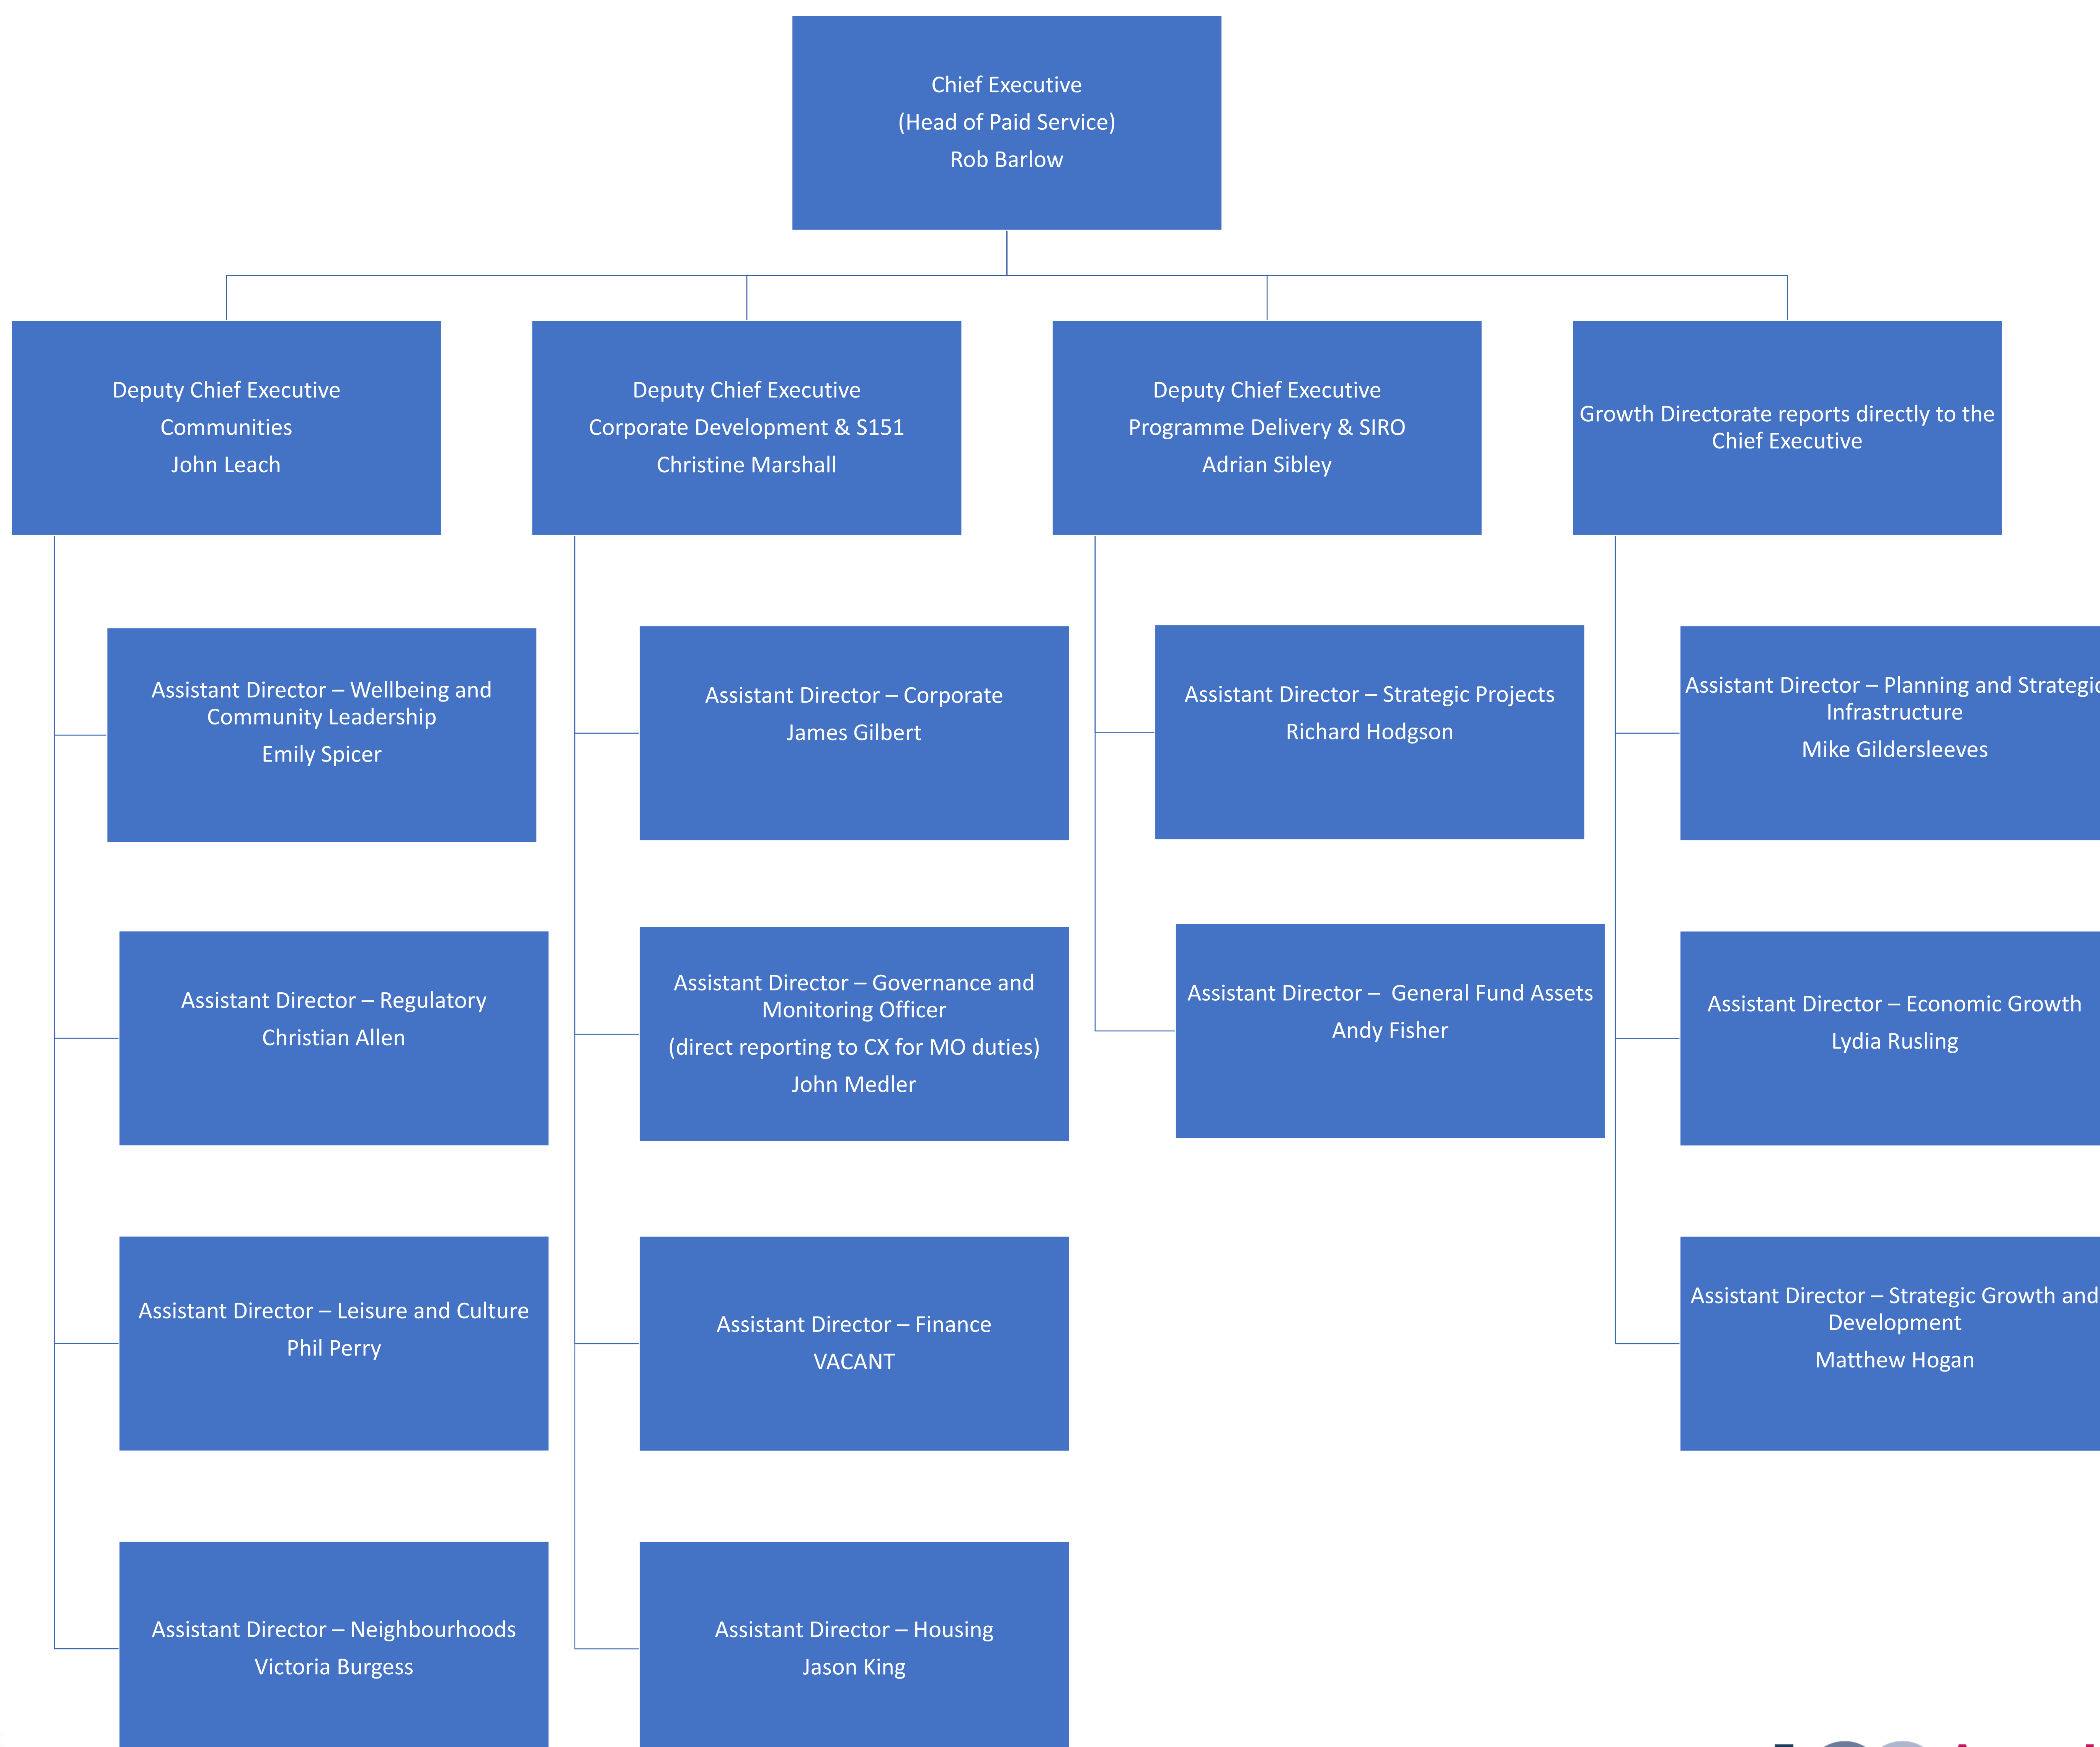 Chief Executive
(Head of Paid Service)
Rob Barlow
Deputy Chief Executive
Communities
John Leach
Deputy Chief Executive
Corporate Development & S151
Christine Marshall
Deputy Chief Executive
Programme Delivery & SIRO
Adrian Sibley
Growth Directorate reports directly to the
Chief Executive
Assistant Director – Wellbeing and
Community Leadership
Emily Spicer
Assistant Director – Corporate
James Gilbert
Assistant Director – Strategic Projects
Richard Hodgson
Assistant Director – Planning and Strategic
Infrastructure
Mike Gildersleeves
Assistant Director – Regulatory
Christian Allen
Assistant Director – Governance and
Monitoring Officer
(direct reporting to CX for MO duties)
John Medler
Assistant Director –  General Fund Assets
Andy Fisher
Assistant Director – Economic Growth
Lydia Rusling
Assistant Director – Leisure and Culture
Phil Perry
Assistant Director – Finance
VACANT
Assistant Director – Strategic Growth and
Development
Matthew Hogan
Assistant Director – Neighbourhoods
Victoria Burgess
Assistant Director – Housing
Jason King